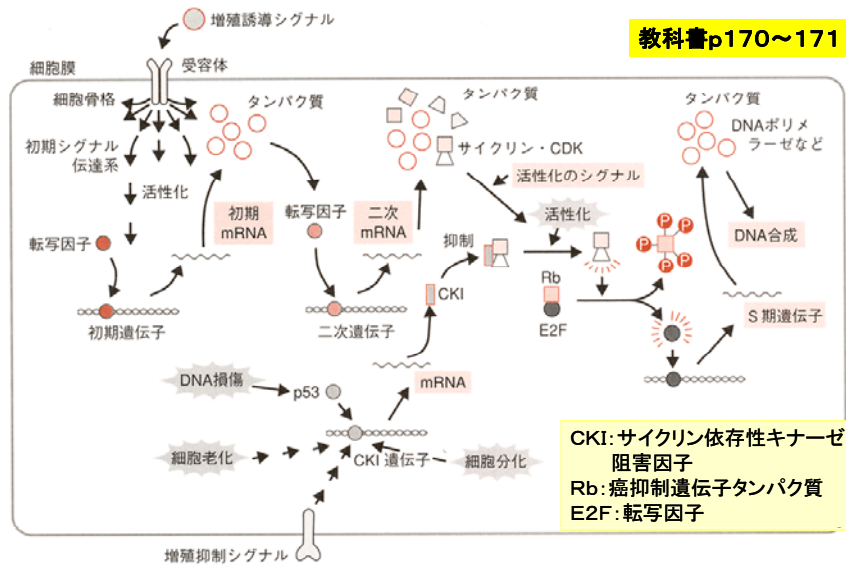 増殖誘導シグナル
教科書p170～171
細胞膜
受容体
細胞骨格
タンパク質
タンパク質
タンパク質
初期シグナル
伝達系
サイクリン・CDK
DNAポリメ
ラーゼなど
活性化
活性化のシグナル
初期
mRNA
転写因子
二次
mRNA
活性化
転写因子
抑制
P
P
P
P
P
DNA合成
CKI
Rb
E2F
S期遺伝子
初期遺伝子
二次遺伝子
DNA損傷
p53
mRNA
細胞老化
CKI遺伝子
細胞分化
増殖抑制シグナル
CKI：サイクリン依存性キナーゼ
阻害因子
Rb：癌抑制遺伝子タンパク質
E2F：転写因子